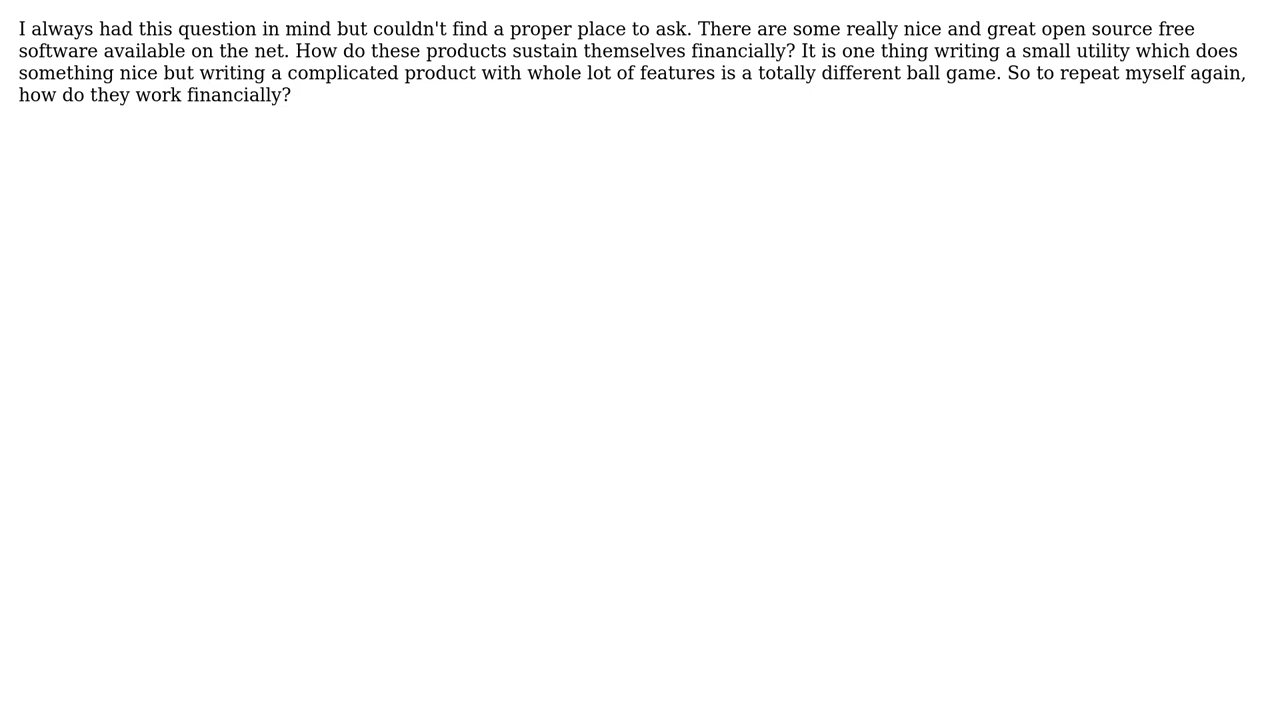 I always had this question in mind but couldn't find a proper place to ask. There are some really nice and great open source free
software available on the net. How do these products sustain themselves financially? It is one thing writing a small utility which does
something nice but writing a complicated product with whole lot of features is a totally different ball game. So to repeat myself again,
how do they work financially?